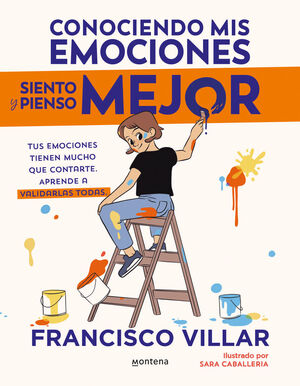 CONOCIENDO MIS
EMOCIONES
SIENTO
y PIENSO
MEJOR
TUS EMOCIONES
TIENEN MUCHO
QUE CONTARTE.
APRENDE A
VALIDARLAS TODAS.
FRANCISCO VILLAR
montena
Ilustrado por
SARA CABALLERIA